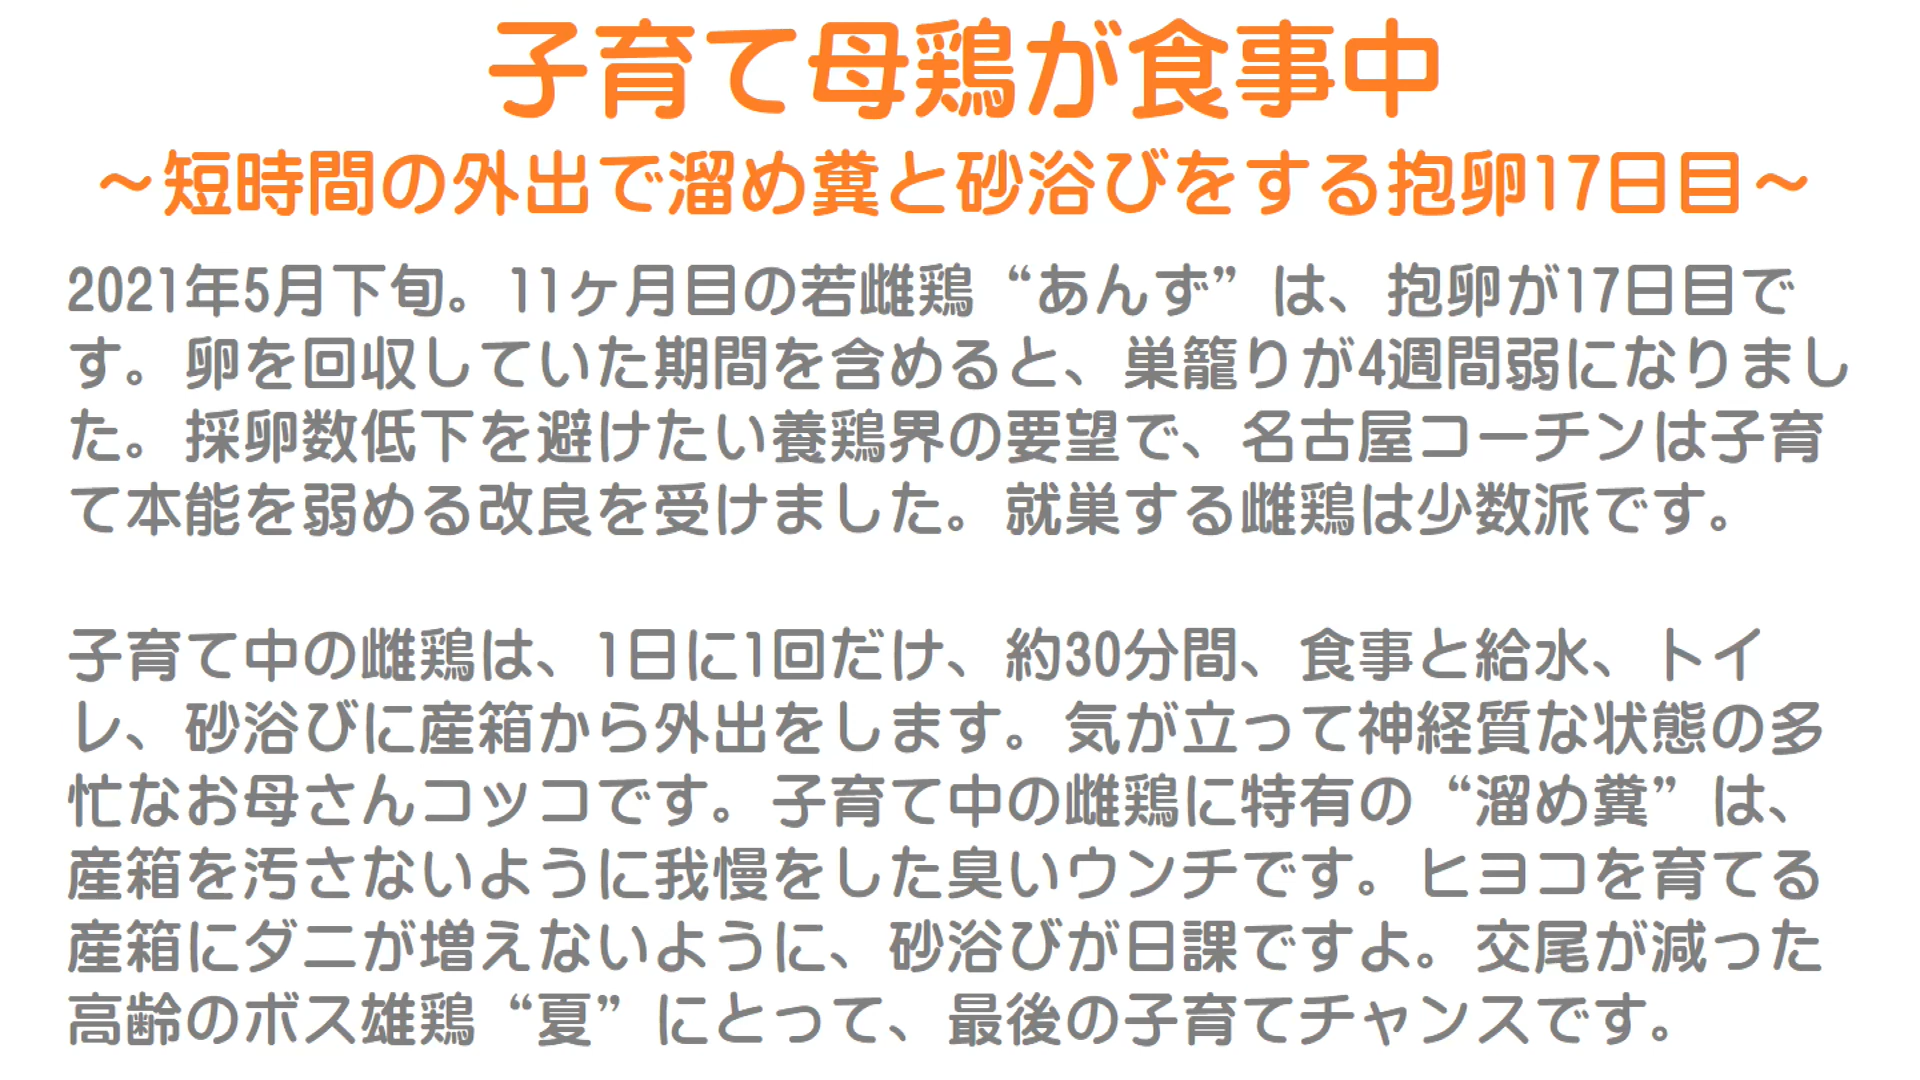 子育て母鶏が食事中
～短時間の外出で溜め糞と砂浴びをする抱卵17日目～
2021年5月下旬。11ヶ月目の若雌鶏“あんず”は、抱卵が17日目で
す。卵を回収していた期間を含めると、巣籠りが4週間弱になりまし
た。採卵数低下を避けたい養鶏界の要望で、名古屋コーチンは子育
て本能を弱める改良を受けました。就巣する雌鶏は少数派です。
子育て中の雌鶏は、1日に1回だけ、約30分間、食事と給水、トイ
レ、砂浴びに産箱から外出をします。気が立って神経質な状態の多
忙なお母さんコッコです。子育て中の雌鶏に特有の“溜め糞”は、
産箱を汚さないように我慢をした臭いウンチです。ヒヨコを育てる
産箱にダニが増えないように、砂浴びが日課ですよ。交尾が減った
高齢のボス雄鶏“夏”にとって、最後の子育てチャンスです。